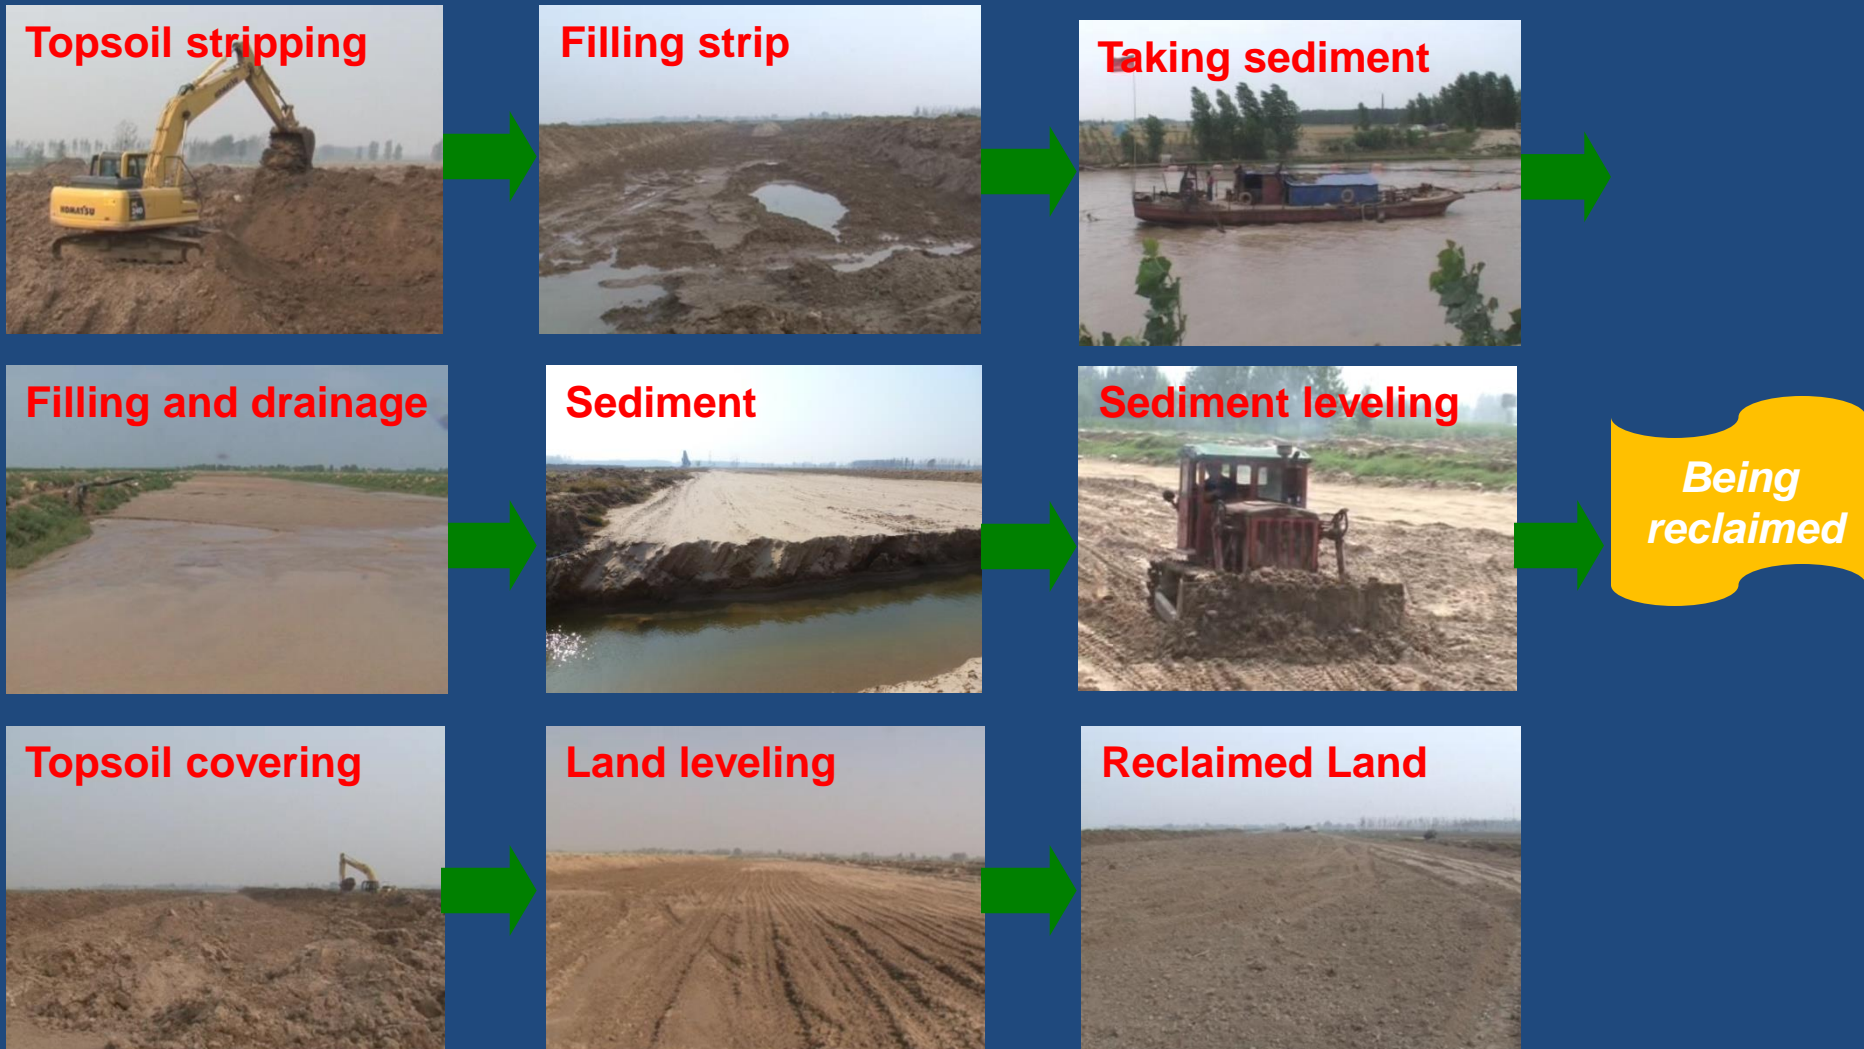 Topsoil stripping
Filling strip
Taking sediment
KOMATSU
Filling and drainage
Sediment
Sediment leveling
Being
reclaimed
Topsoil covering
Land leveling
Reclaimed Land